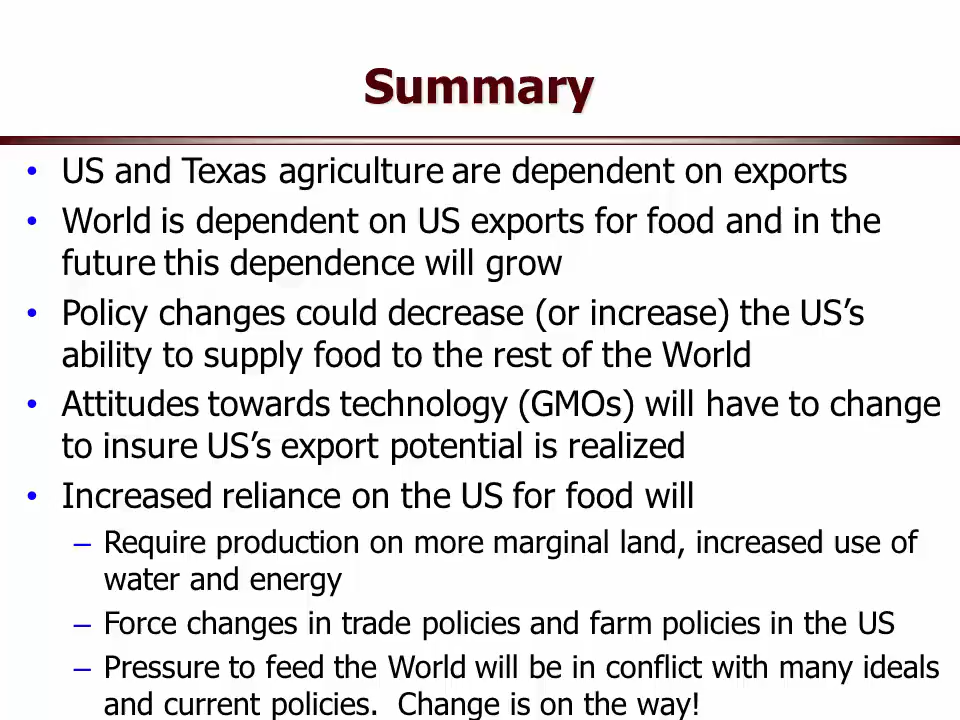 Summary
• US and Texas agriculture are dependent on exports
• World is dependent on US exports for food and in the
future this dependence will grow
• Policy changes could decrease (or increase) the US’s
ability to supply food to the rest of the World
• Attitudes towards technology (GMOs) will have to change
to insure US’s export potential is realized
• Increased reliance on the US for food will
– Require production on more marginal land, increased use of
water and energy
– Force changes in trade policies and farm policies in the US
– Pressure to feed the World will be in conflict with many ideals
and current policies.  Change is on the way!